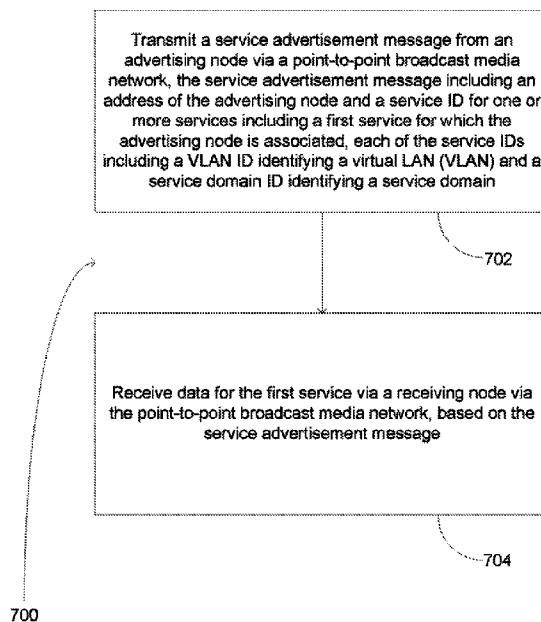 Transmit a service advertisement message from an
advertising node via a point-to-point broadcast media
network, the service advertisement message including an
address of the advertising node and a service ID for one or
more services including a first service for which the
advertising node is associated, each of the service IDs
including a VLAN ID identifying a virtual LAN (VLAN) and a
service domain ID identifying a service domain
702
Receive data for the first service via a receiving node via
the point-to-point broadcast media network, based on the
service advertisement message
704
700